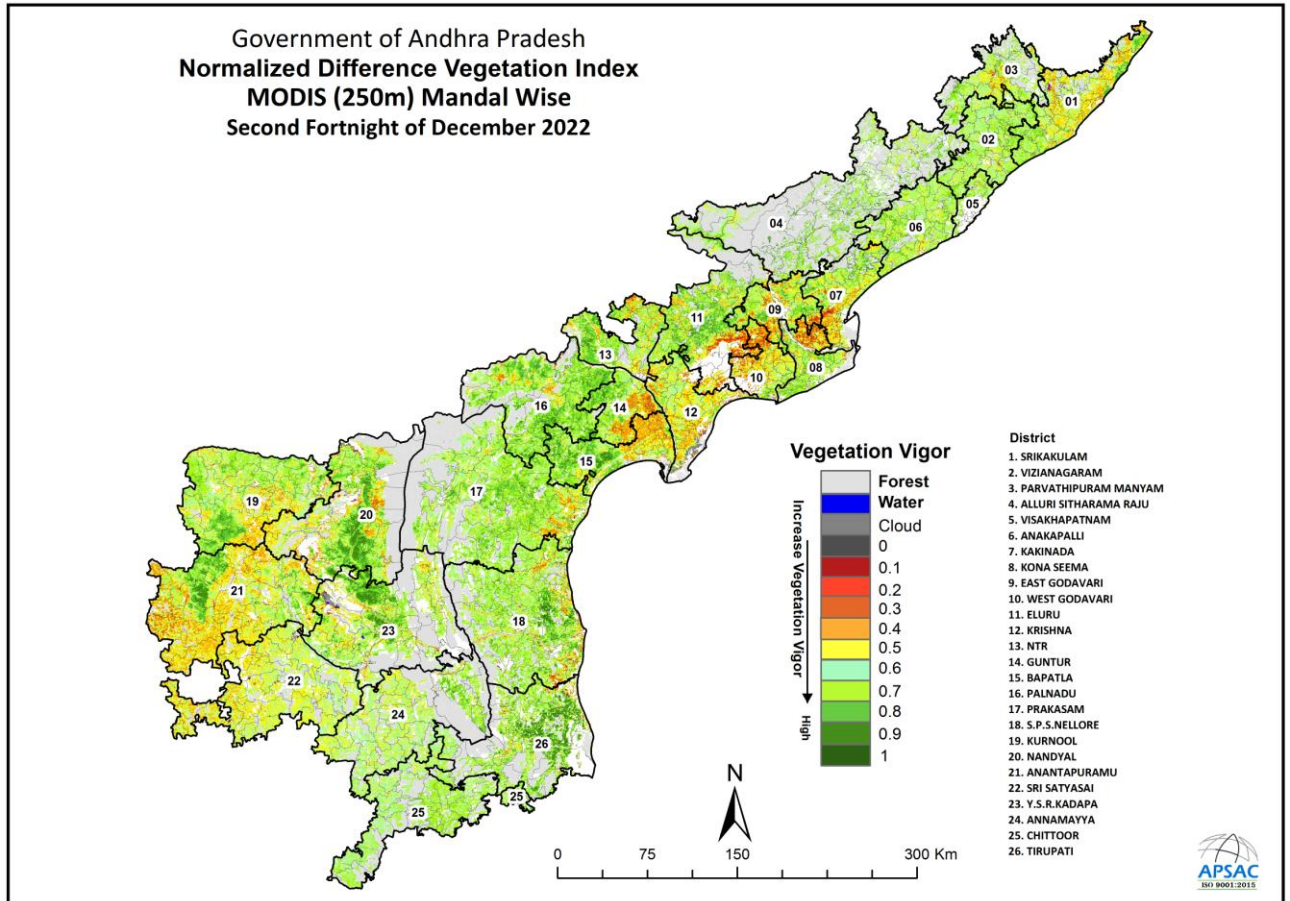 Government of Andhra Pradesh
Normalized Difference Vegetation Index
MODIS (250m) Mandal Wise
Second Fortnight of December 2022
03
01
02
05
04
06
07
09
11
13
08
10
14
12
16
15
17
19
20
21
18
23
22
24
26
25
25
Vegetation Vigor
Increase Vegetation Vigor
High
Forest
Water
Cloud
0
0.1
0.2
0.3
0.4
0.5
0.6
0.7
0.8
0.9
1
District
1. SRIKAKULAM
2. VIZIANAGARAM
3. PARVATHIPURAM MANYAM
4. ALLURI SITHARAMA RAJU
5. VISAKHAPATNAM
6. ANAKAPALLI
7. KAKINADA
8. KONA SEEMA
9. EAST GODAVARI
10. WEST GODAVARI
11. ELURU
12. KRISHNA
13. NTR
14. GUNTUR
15. BAPATLA
16. PALNADU
17. PRAKASAM
18. S.P.S.NELLORE
19. KURNOOL
20. NANDYAL
21. ANANTAPURAMU
22. SRI SATYASAI
23. Y.S.R.KADAPA
24. ANNAMAYYA
25. CHITTOOR
26. TIRUPATI
N
0 75 150 300 Km
APSAC
ISO 9001:2015